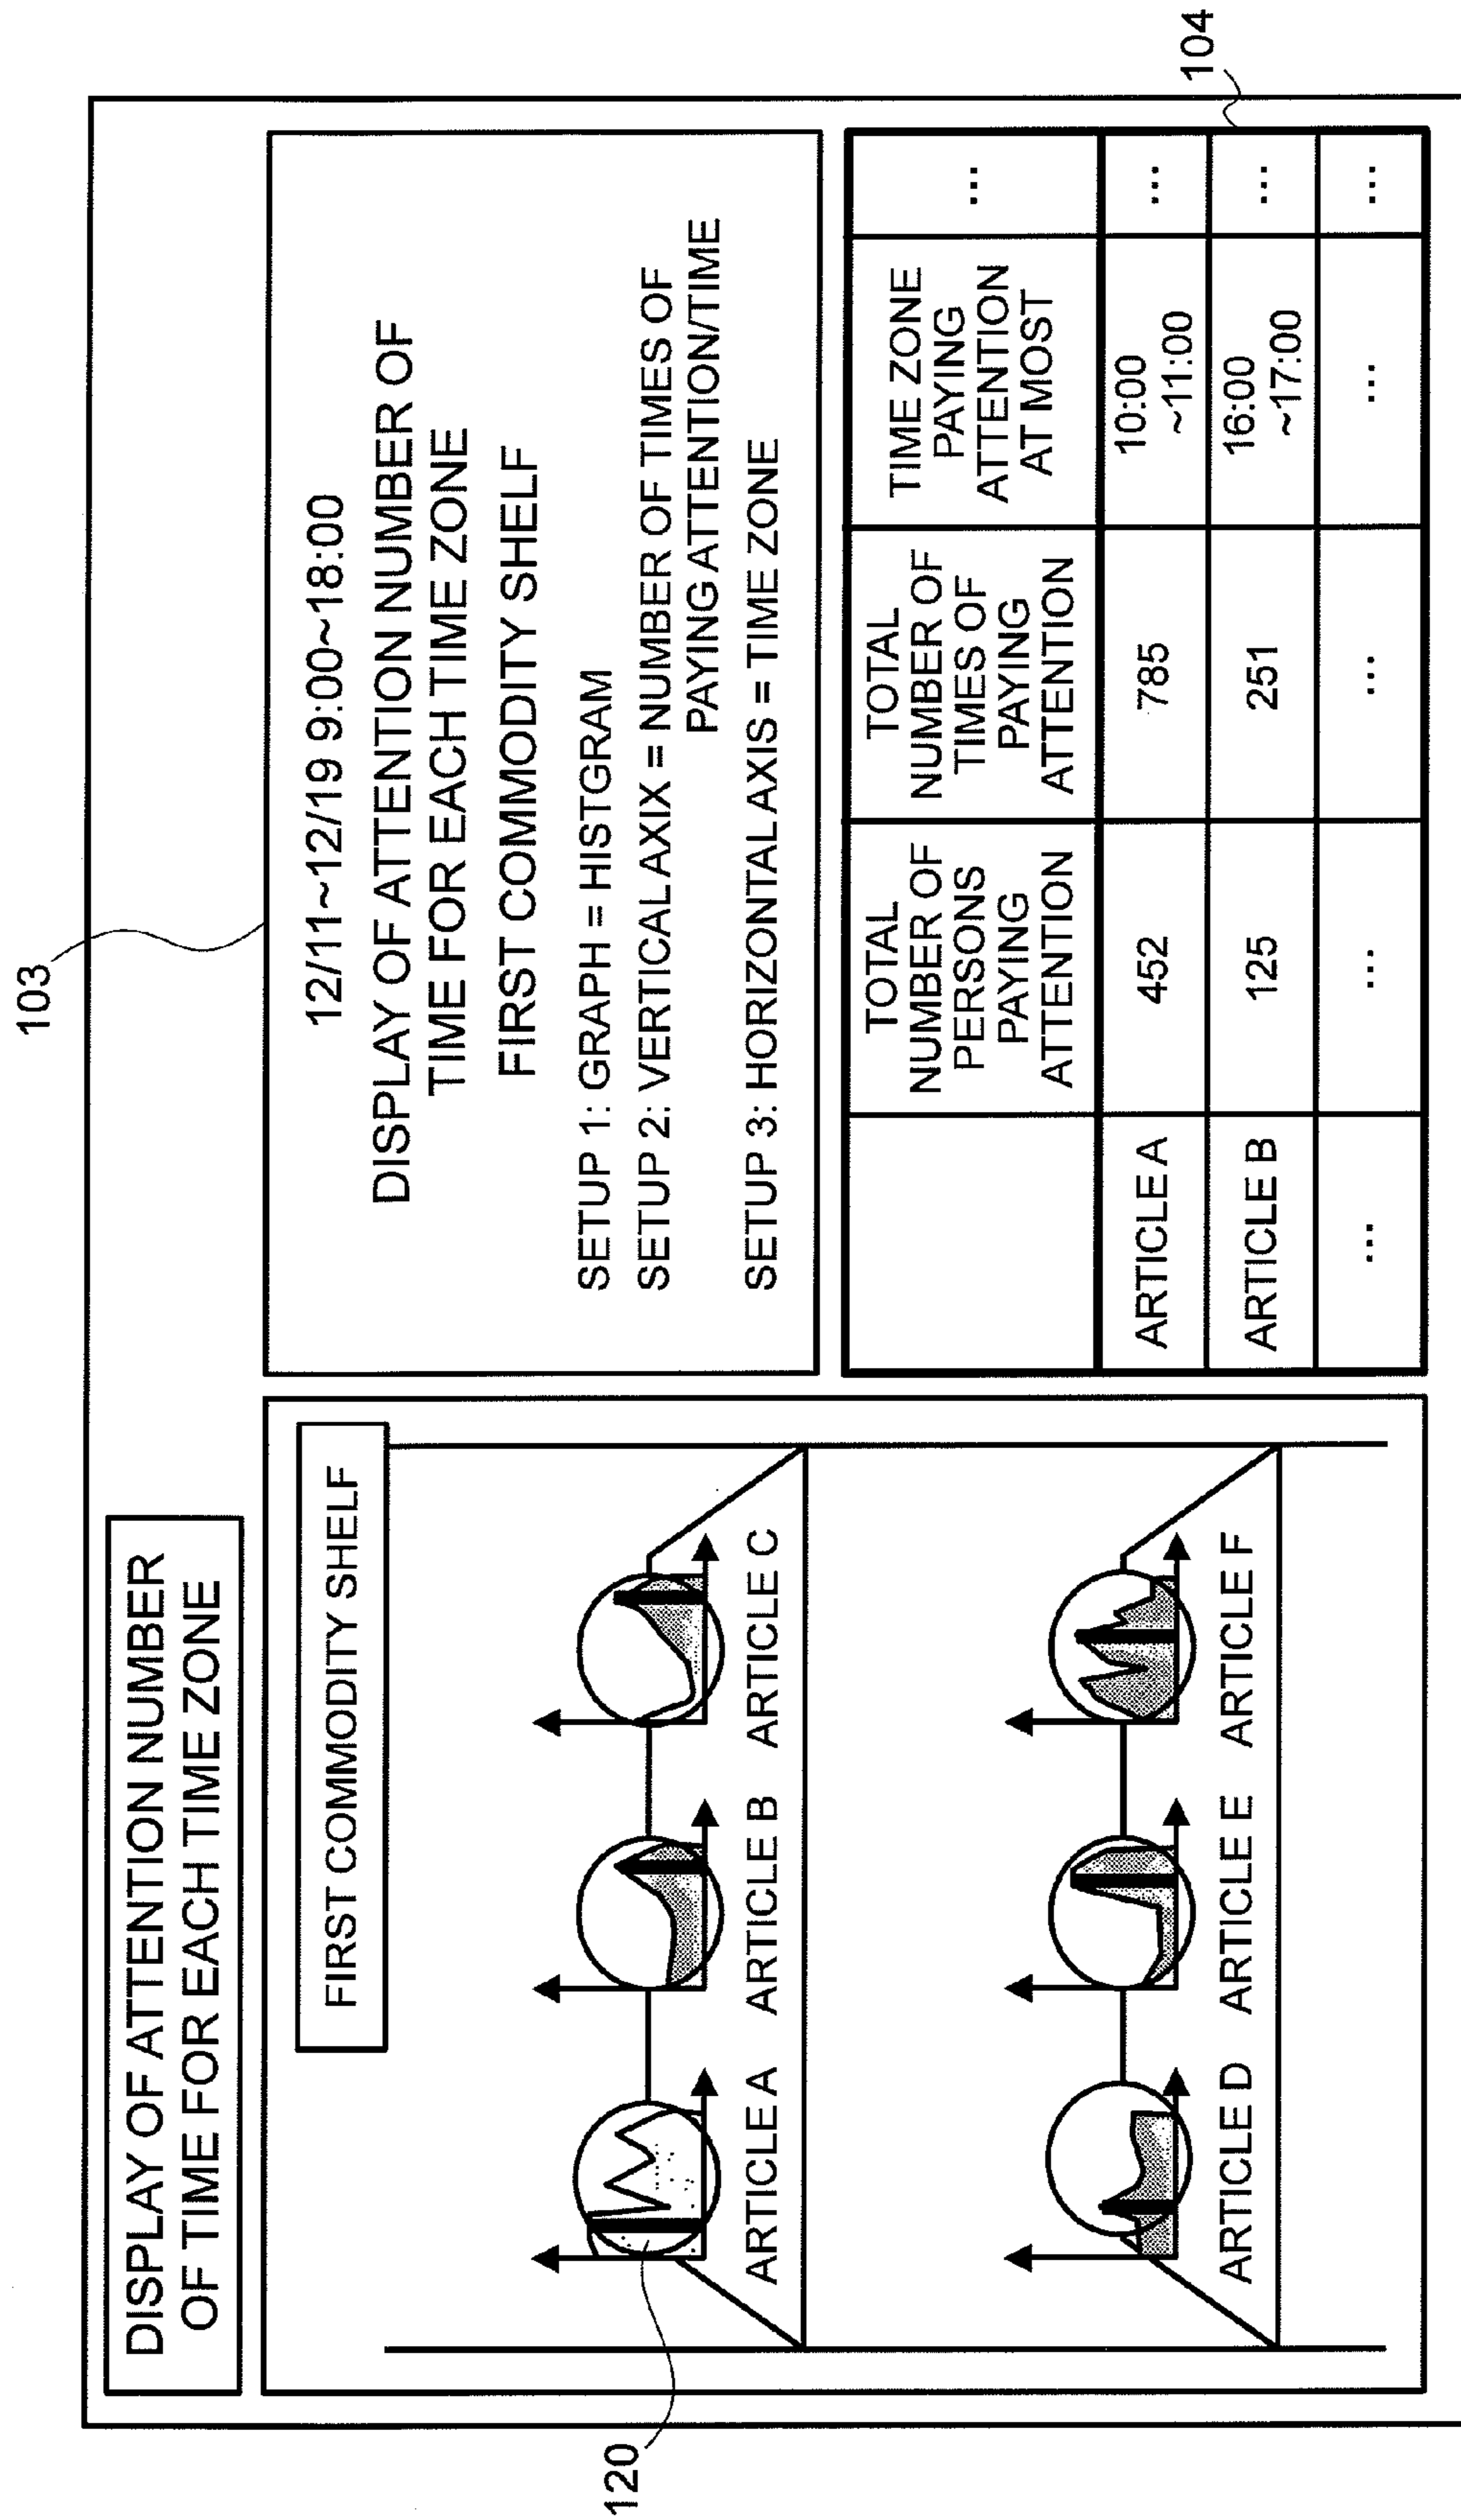 DISPLAY OF ATTENTION NUMBER
OF TIME FOR EACH TIME ZONE
103
12/11~12/19 9:00~18:00
DISPLAY OF ATTENTION NUMBER OF
TIME FOR EACH TIME ZONE
FIRST COMMODITY SHELF
SETUP 1: GRAPH = HISTGRAM
SETUP 2: VERTICAL AXIX = NUMBER OF TIMES OF
PAYING ATTENTION/TIME
SETUP 3: HORIZONTAL AXIS = TIME ZONE
FIRST COMMODITY SHELF
120
ARTICLE A ARTICLE B ARTICLE C
ARTICLE D ARTICLE E ARTICLE F
104
TOTAL
NUMBER OF
PERSONS
PAYING
ATTENTION
TOTAL
NUMBER OF
TIMES OF
PAYING
ATTENTION
TIME ZONE
PAYING
ATTENTION
AT MOST
...
ARTICLE A 452 785 10:00
~11:00 ...
ARTICLE B 125 251 16:00
~17:00 ...
... ... ... ... ...